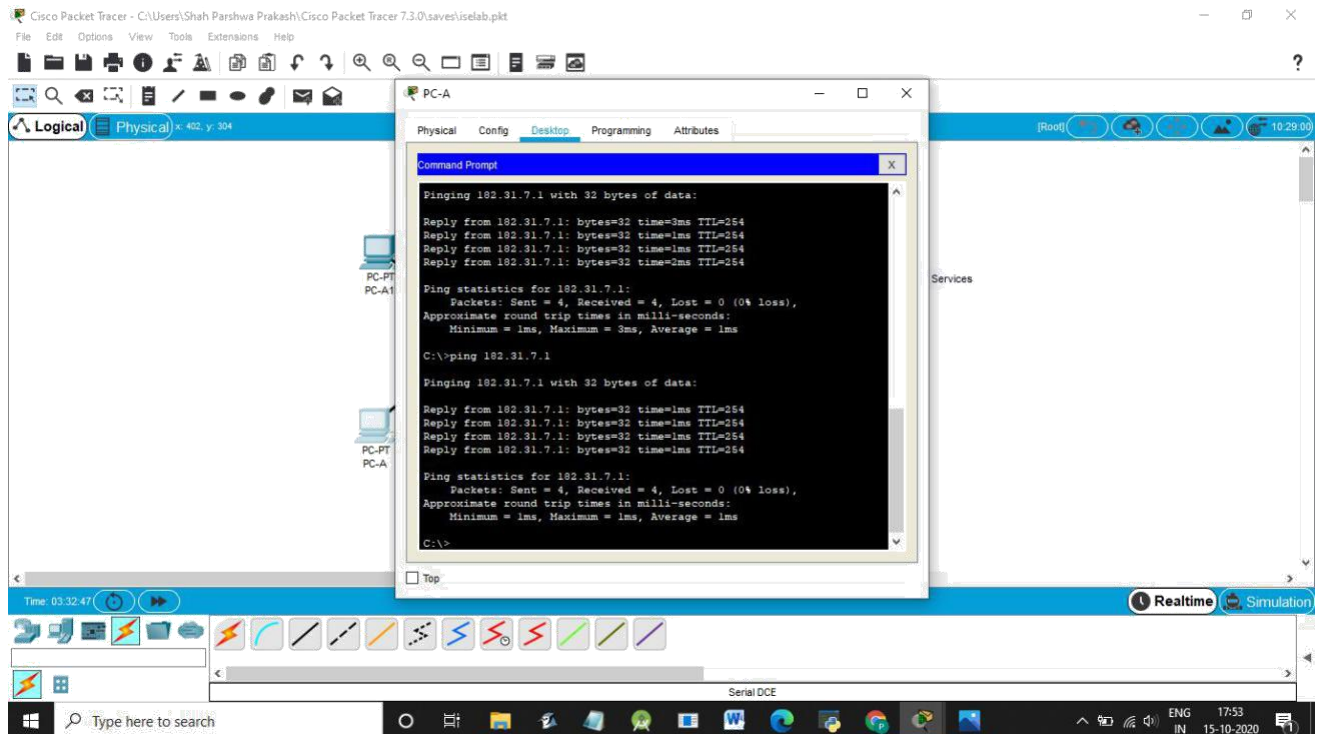 Cisco Packet Tracer - C:\Users\Shah Parshwa Prakash\Cisco Packet Tracer 7.3.0\saves\iselab.pkt
File Edit Options View Tools Extensions Help
?
PC-A
Logical Physical x: 402, y: 304
[Root] 10:29:00
Physical Config Desktop Programming Attributes
Command Prompt X
Pinging 182.31.7.1 with 32 bytes of data:
Reply from 182.31.7.1: bytes=32 time=3ms TTL=254
Reply from 182.31.7.1: bytes=32 time=1ms TTL=254
Reply from 182.31.7.1: bytes=32 time=1ms TTL=254
Reply from 182.31.7.1: bytes=32 time=2ms TTL=254
Ping statistics for 182.31.7.1:
Packets: Sent = 4, Received = 4, Lost = 0 (0% loss),
Approximate round trip times in milli-seconds:
Minimum = 1ms, Maximum = 3ms, Average = 1ms
C:\>ping 182.31.7.1
Pinging 182.31.7.1 with 32 bytes of data:
Reply from 182.31.7.1: bytes=32 time=1ms TTL=254
Reply from 182.31.7.1: bytes=32 time=1ms TTL=254
Reply from 182.31.7.1: bytes=32 time=1ms TTL=254
Reply from 182.31.7.1: bytes=32 time=1ms TTL=254
Ping statistics for 182.31.7.1:
Packets: Sent = 4, Received = 4, Lost = 0 (0% loss),
Approximate round trip times in milli-seconds:
Minimum = 1ms, Maximum = 1ms, Average = 1ms
C:\>
Top
PC-PT
PC-A1
Services
PC-PT
PC-A
Time: 03:32:47
Realtime Simulation
Serial DCE
Type here to search
ENG
IN
17:53
15-10-2020